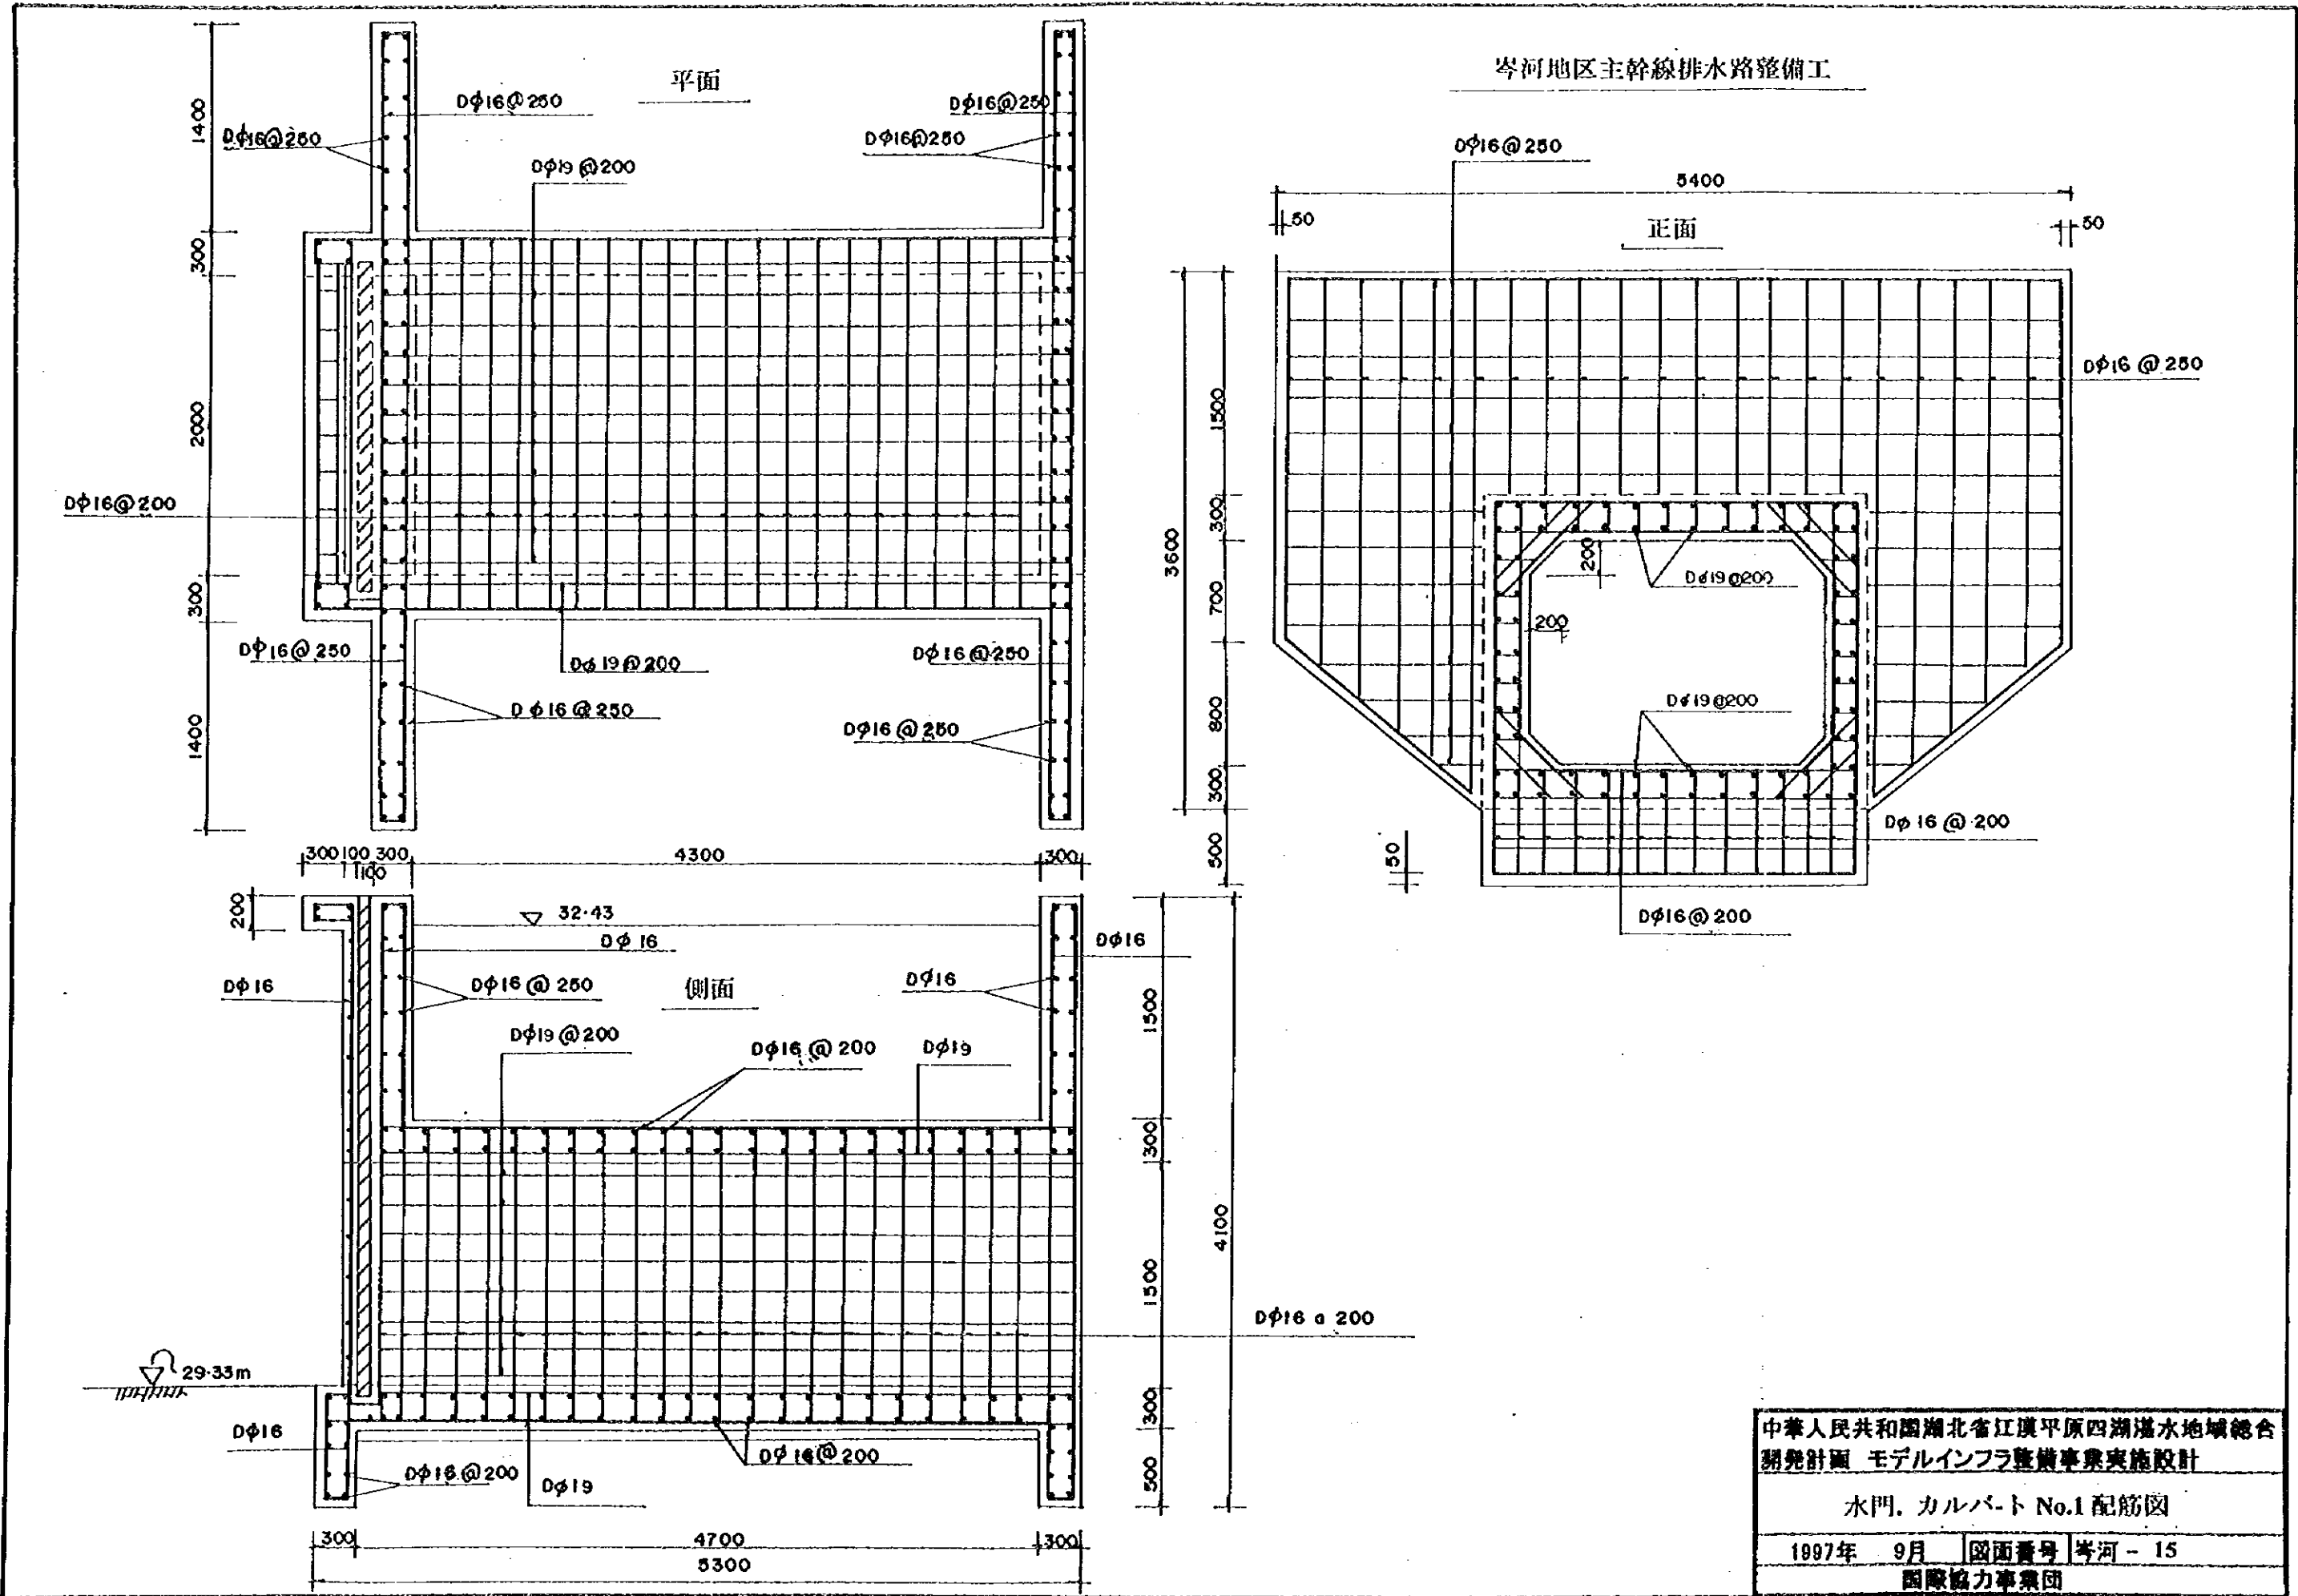 平面
DΦ16@250
DΦ16@250
DΦ19@200
DΦ16@250
DΦ16@250
1400
300
2000
300
1400
DΦ16@200
DΦ16@250
DΦ19@200
DΦ16@250
DΦ16@250
DΦ16@250
岑河地区主幹線排水路整備工
DΦ16@250
5400
50
50
正面
DΦ16@250
3600
1500
300
700
800
300
500
200
200
DΦ19@200
DΦ19@200
DΦ16@200
50
DΦ16@200
300 100 300
100
4300
300
200
32.43
DΦ16
DΦ16
DΦ16
DΦ16@250
側面
DΦ16
DΦ19@200
DΦ16@200
DΦ19
1500
300
1500
300
500
4100
DΦ16 a 200
29.33m
DΦ16
DΦ16@200
DΦ19
DΦ16@200
300
4700
300
5300
中華人民共和国湖北省江漢平原四湖湛水地域総合
開発計画 モデルインフラ整備事業実施設計
水門.カルバート No.1 配筋図
1997年 9月 図面番号 岑河 - 15
国際協力事業団